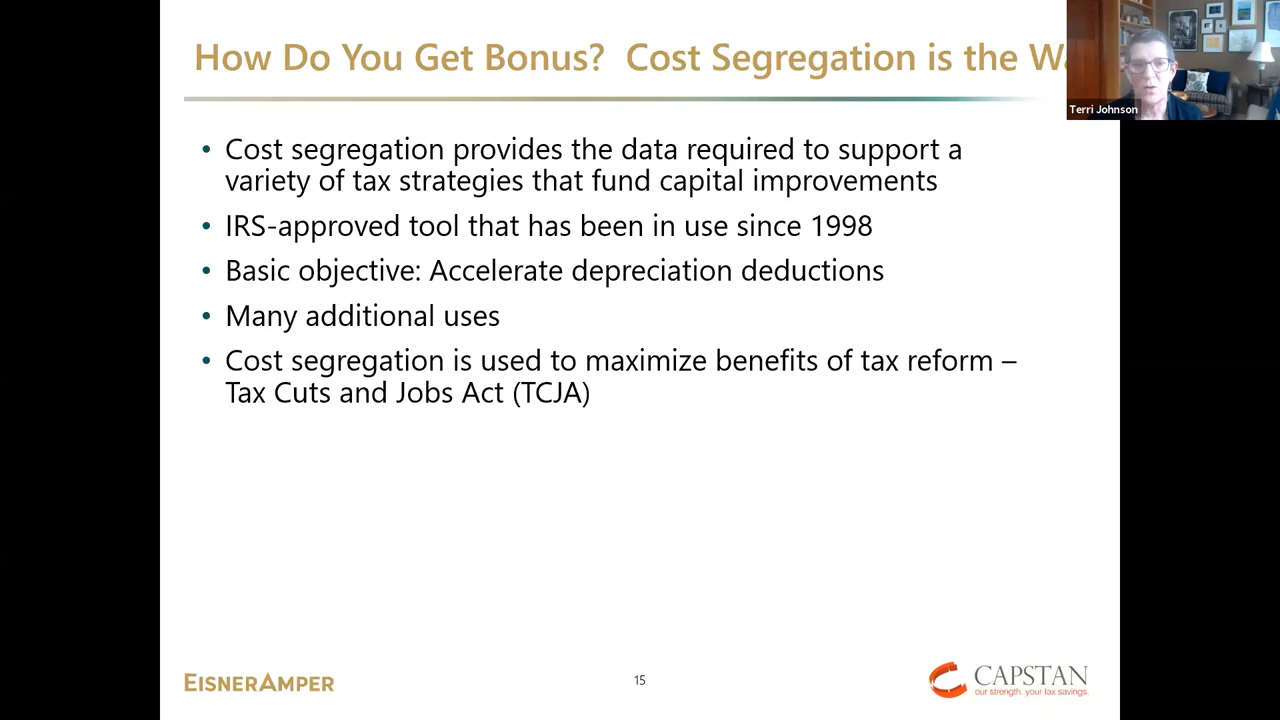 How Do You Get Bonus? Cost Segregation is the
Terri Johnson
• Cost segregation provides the data required to support a
variety of tax strategies that fund capital improvements
• IRS-approved tool that has been in use since 1998
• Basic objective: Accelerate depreciation deductions
• Many additional uses
• Cost segregation is used to maximize benefits of tax reform –
Tax Cuts and Jobs Act (TCJA)
EISNERAMPER
15
CAPSTAN
our strength. your tax savings.